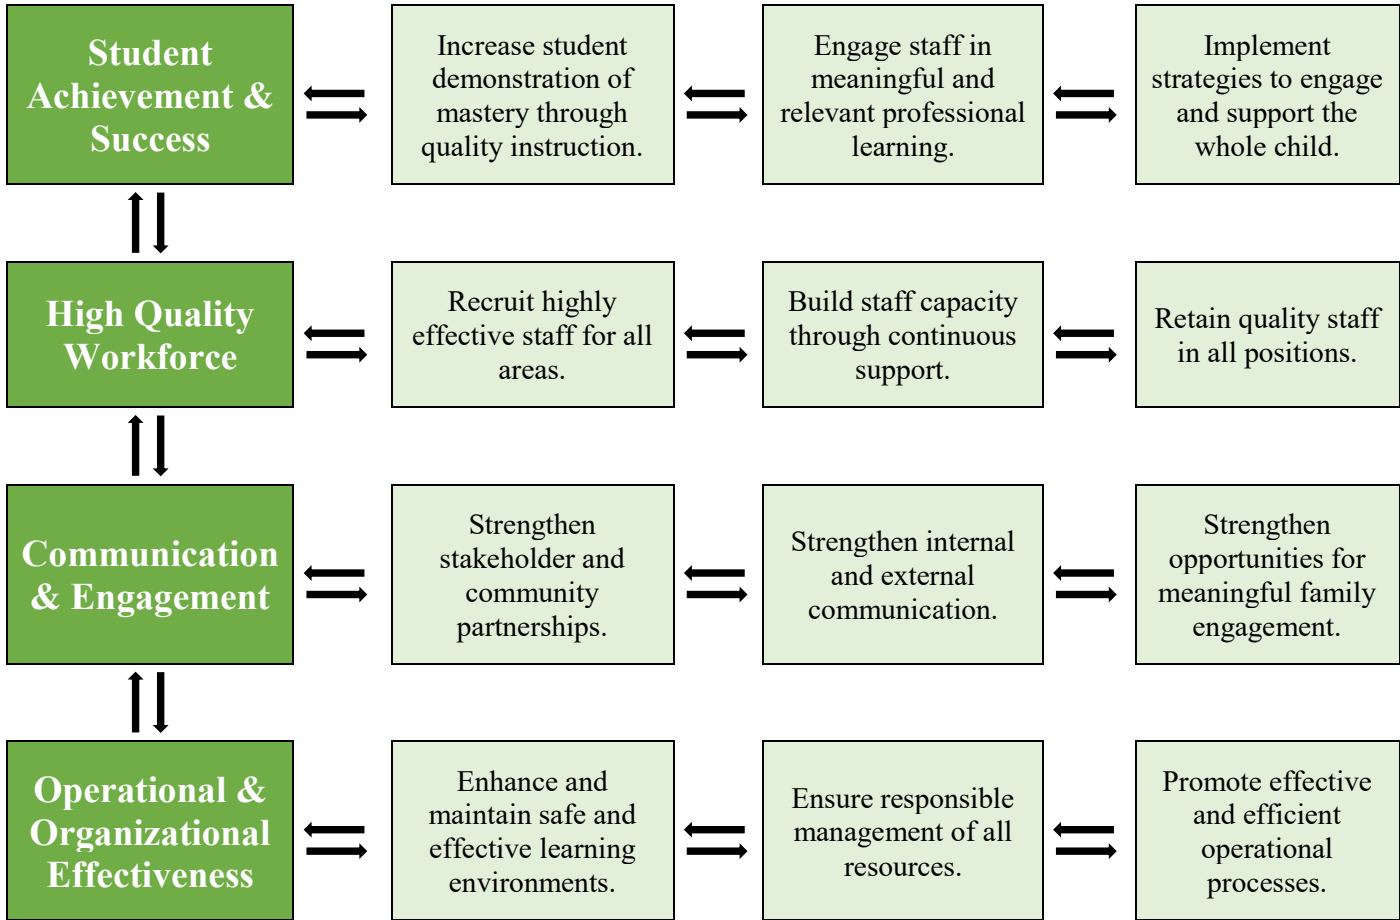 Student
Achievement &
Success
Increase student
demonstration of
mastery through
quality instruction.
Engage staff in
meaningful and
relevant professional
learning.
Implement
strategies to engage
and support the
whole child.
High Quality
Workforce
Recruit highly
effective staff for all
areas.
Build staff capacity
through continuous
support.
Retain quality staff
in all positions.
Communication
& Engagement
Strengthen
stakeholder and
community
partnerships.
Strengthen internal
and external
communication.
Strengthen
opportunities for
meaningful family
engagement.
Operational &
Organizational
Effectiveness
Enhance and
maintain safe and
effective learning
environments.
Ensure responsible
management of all
resources.
Promote effective
and efficient
operational
processes.